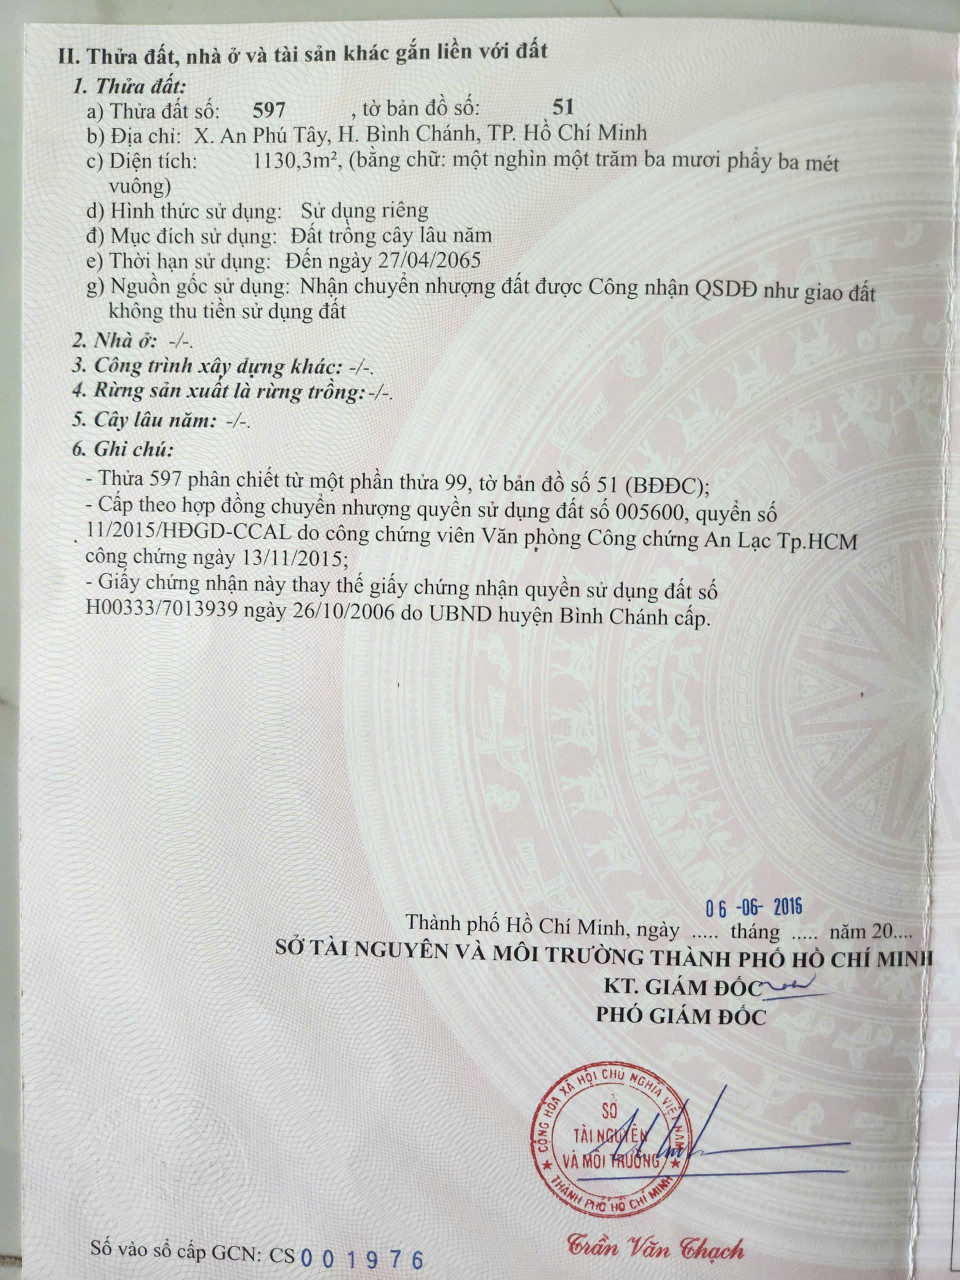 II. Thửa đất, nhà ở và tài sản khác gắn liền với đất
1. Thửa đất:
a) Thửa đất số: 597 , tờ bản đồ số: 51
b) Địa chỉ: X. An Phú Tây, H. Bình Chánh, TP. Hồ Chí Minh
c) Diện tích: 1130,3m², (bằng chữ: một nghìn một trăm ba mươi phẩy ba mét
vuông)
d) Hình thức sử dụng: Sử dụng riêng
đ) Mục đích sử dụng: Đất trồng cây lâu năm
e) Thời hạn sử dụng: Đến ngày 27/04/2065
g) Nguồn gốc sử dụng: Nhận chuyển nhượng đất được Công nhận QSDĐ như giao đất
không thu tiền sử dụng đất
2. Nhà ở: -/-.
3. Công trình xây dựng khác: -/-.
4. Rừng sản xuất là rừng trồng: -/-.
5. Cây lâu năm: -/-.
6. Ghi chú:
- Thửa 597 phân chiết từ một phần thửa 99, tờ bản đồ số 51 (BĐĐC);
- Cấp theo hợp đồng chuyển nhượng quyền sử dụng đất số 005600, quyển số
11/2015/HĐGD-CCAL do công chứng viên Văn phòng Công chứng An Lạc Tp.HCM
công chứng ngày 13/11/2015;
- Giấy chứng nhận này thay thế giấy chứng nhận quyền sử dụng đất số
H00333/7013939 ngày 26/10/2006 do UBND huyện Bình Chánh cấp.
06 -06- 2016
Thành phố Hồ Chí Minh, ngày ..... tháng ..... năm 20....
SỞ TÀI NGUYÊN VÀ MÔI TRƯỜNG THÀNH PHỐ HỒ CHÍ MINH
KT. GIÁM ĐỐC
PHÓ GIÁM ĐỐC
CỘNG HÒA XÃ HỘI CHỦ NGHĨA VIỆT NAM
SỞ
TÀI NGUYÊN
VÀ MÔI TRƯỜNG
THÀNH PHỐ HỒ CHÍ MINH
Trần Văn Thạch
Số vào sổ cấp GCN: CS 001976